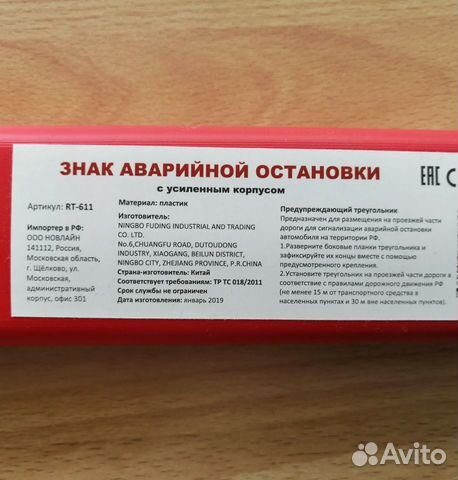 ЗНАК АВАРИЙНОЙ ОСТАНОВКИ
с усиленным корпусом
Артикул: RT-611
Импортер в РФ:
ООО НОВЛАЙН
141112, Россия,
Московская область,
г. Щёлково, ул.
Московская,
административный
корпус, офис 301
Материал: пластик
Изготовитель:
NINGBO FUDING INDUSTRIAL AND TRADING
CO. LTD.
No.6,CHUANGFU ROAD, DUTOUDONG
INDUSTRY, XIAOGANG, BEILUN DISTRICT,
NINGBO CITY, ZHEJIANG PROVINCE, P.R.CHINA
Страна-изготовитель: Китай
Соответствует требованиям: ТР ТС 018/2011
Срок службы не ограничен
Дата изготовления: январь 2019
Предупреждающий треугольник
Предназначен для размещения на проезжей части
дороги для сигнализации аварийной остановки
автомобиля на территории РФ.
1.Разверните боковые планки треугольника и
зафиксируйте их концы вместе с помощью
предусмотренного крепления.
2.Установите треугольник на проезжей части дороги в
соответствие с правилами дорожного движения РФ
(не менее 15 м от транспортного средства в
населенных пунктах и 30 м вне населенных пунктов).
EAC
Avito